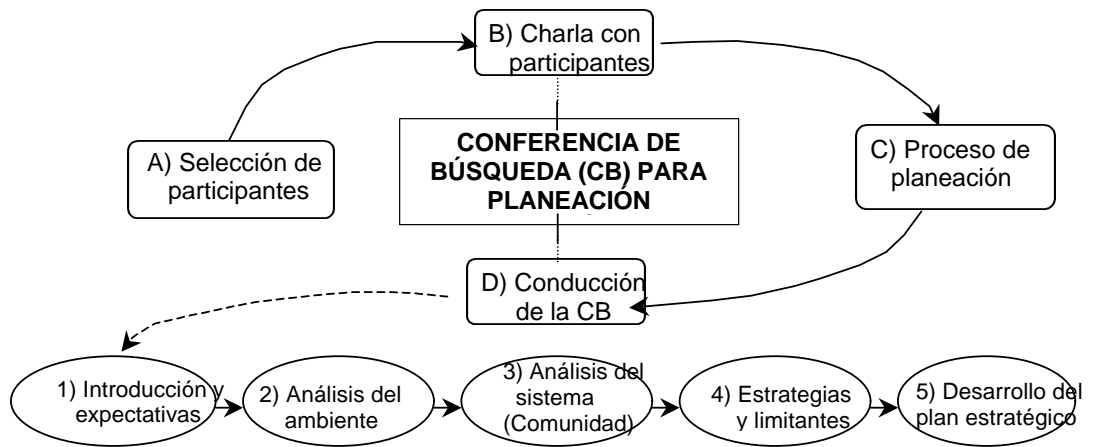 B) Charla con
participantes
A) Selección de
participantes
CONFERENCIA DE
BÚSQUEDA (CB) PARA
PLANEACIÓN
C) Proceso de
planeación
D) Conducción
de la CB
1) Introducción y
expectativas
2) Análisis del
ambiente
3) Análisis del
sistema
(Comunidad)
4) Estrategias
y limitantes
5) Desarrollo del
plan estratégico